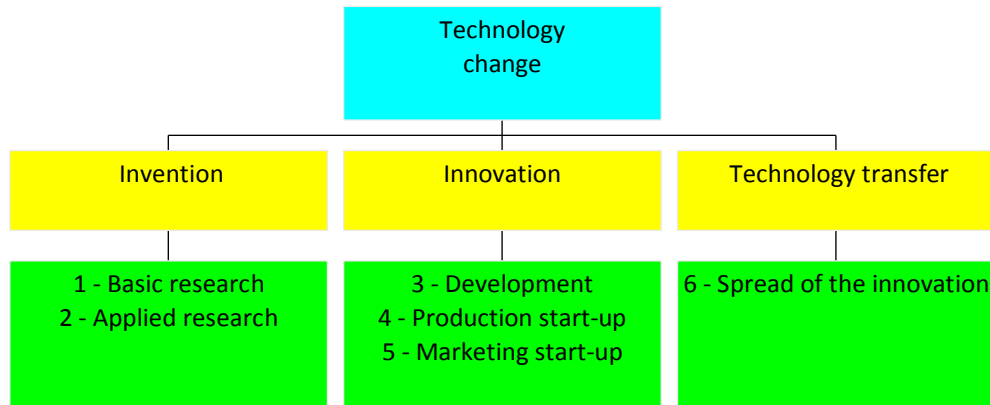 Technology
change
Invention
Innovation
Technology transfer
1 - Basic research
2 - Applied research
3 - Development
4 - Production start-up
5 - Marketing start-up
6 - Spread of the innovation